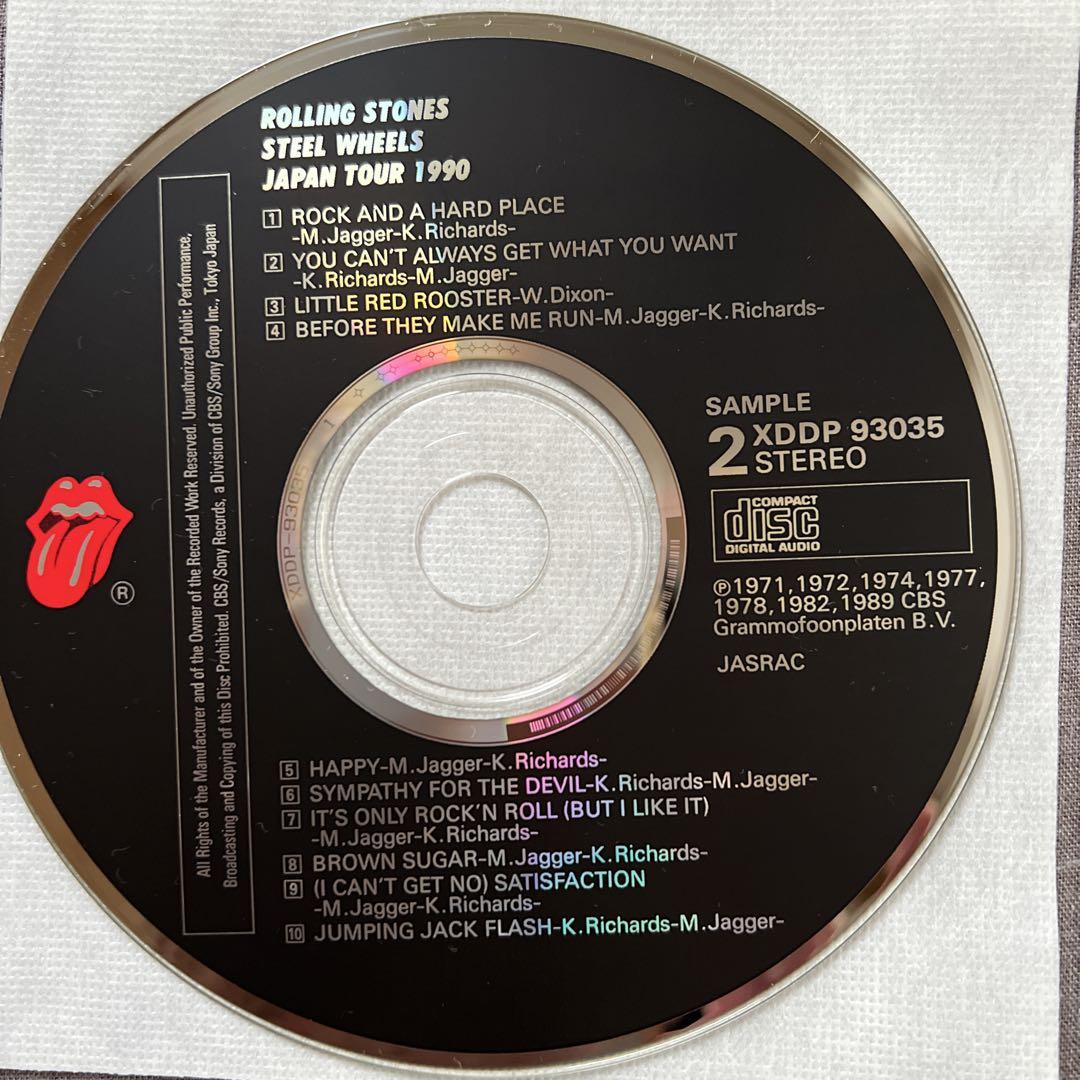 ROLLING STONES
STEEL WHEELS
JAPAN TOUR 1990
1 ROCK AND A HARD PLACE
-M.Jagger-K.Richards-
2 YOU CAN'T ALWAYS GET WHAT YOU WANT
-K.Richards-M.Jagger-
3 LITTLE RED ROOSTER-W.Dixon-
4 BEFORE THEY MAKE ME RUN-M.Jagger-K.Richards-
All Rights of the Manufacturer and of the Owner of the Recorded Work Reserved. Unauthorized Public Performance,
Broadcasting and Copying of this Disc Prohibited. CBS/Sony Records, a Division of CBS/Sony Group Inc., Tokyo Japan
®
XDDP-93035
1
SAMPLE
2 XDDP 93035
STEREO
COMPACT
disc
DIGITAL AUDIO
℗1971,1972,1974,1977,
1978,1982,1989 CBS
Grammofoonplaten B.V.
JASRAC
5 HAPPY-M.Jagger-K.Richards-
6 SYMPATHY FOR THE DEVIL-K.Richards-M.Jagger-
7 IT'S ONLY ROCK'N ROLL (BUT I LIKE IT)
-M.Jagger-K.Richards-
8 BROWN SUGAR-M.Jagger-K.Richards-
9 (I CAN'T GET NO) SATISFACTION
-M.Jagger-K.Richards-
10 JUMPING JACK FLASH-K.Richards-M.Jagger-